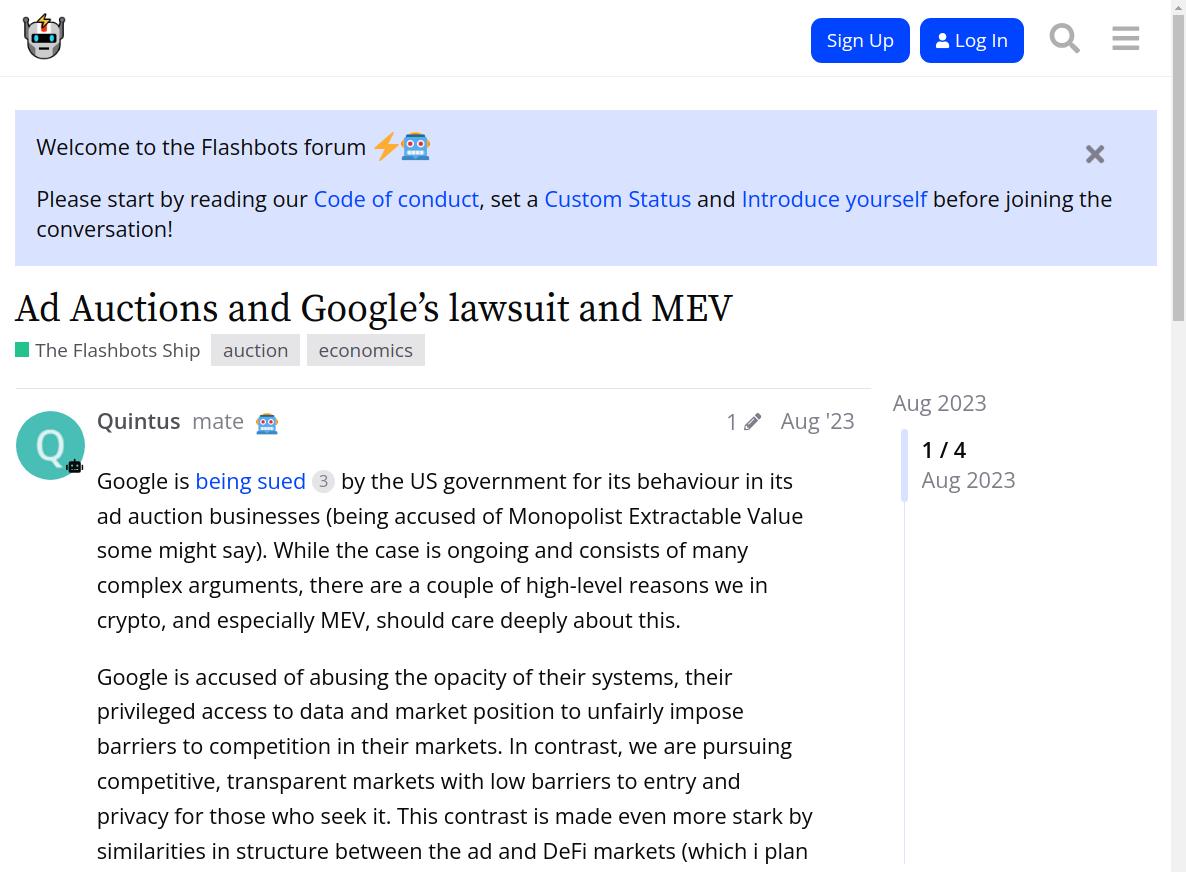 Sign Up
Log In
Welcome to the Flashbots forum
Please start by reading our Code of conduct, set a Custom Status and Introduce yourself before joining the
conversation!
Ad Auctions and Google’s lawsuit and MEV
The Flashbots Ship auction economics
Quintus mate 1 Aug '23
Q
Google is being sued 3 by the US government for its behaviour in its
ad auction businesses (being accused of Monopolist Extractable Value
some might say). While the case is ongoing and consists of many
complex arguments, there are a couple of high-level reasons we in
crypto, and especially MEV, should care deeply about this.
Google is accused of abusing the opacity of their systems, their
privileged access to data and market position to unfairly impose
barriers to competition in their markets. In contrast, we are pursuing
competitive, transparent markets with low barriers to entry and
privacy for those who seek it. This contrast is made even more stark by
similarities in structure between the ad and DeFi markets (which i plan
Aug 2023
1 / 4
Aug 2023